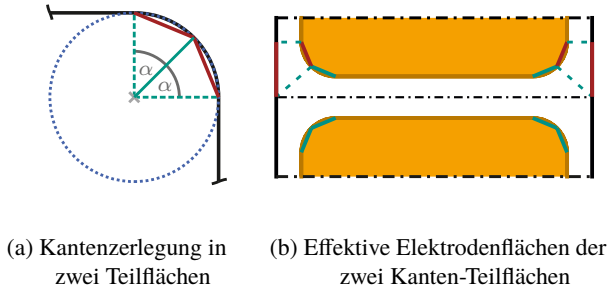 α
α
(a) Kantenzerlegung in
zwei Teilflächen
(b) Effektive Elektrodenflächen der
zwei Kanten-Teilflächen